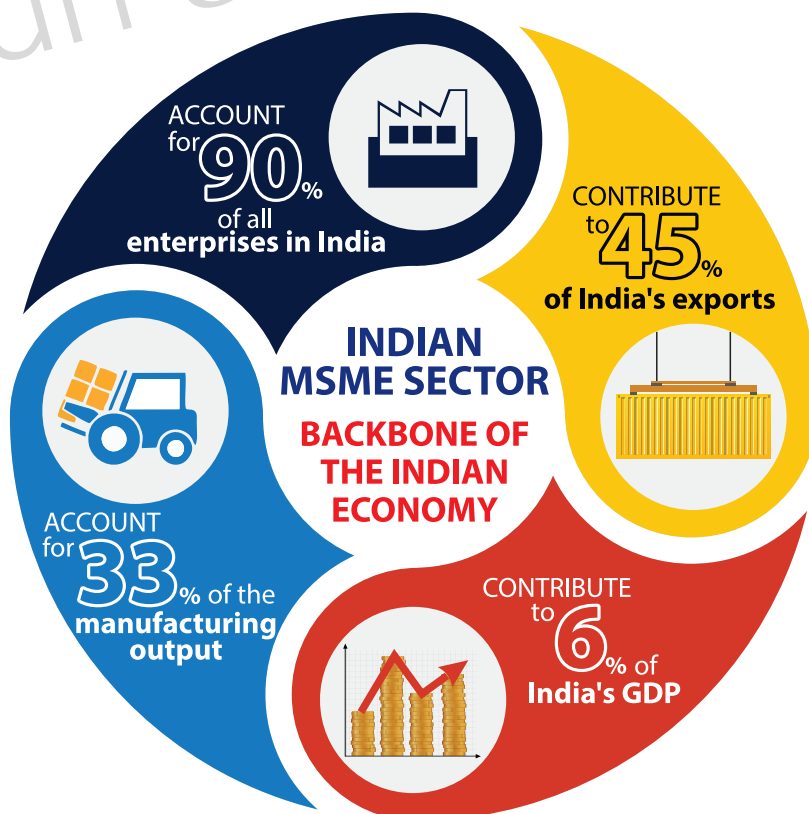 ACCOUNT
for 90%
of all
enterprises in India
CONTRIBUTE
to 45%
of India's exports
INDIAN
MSME SECTOR
BACKBONE OF
THE INDIAN
ECONOMY
ACCOUNT
for 33% of the
manufacturing
output
CONTRIBUTE
to 6% of
India's GDP